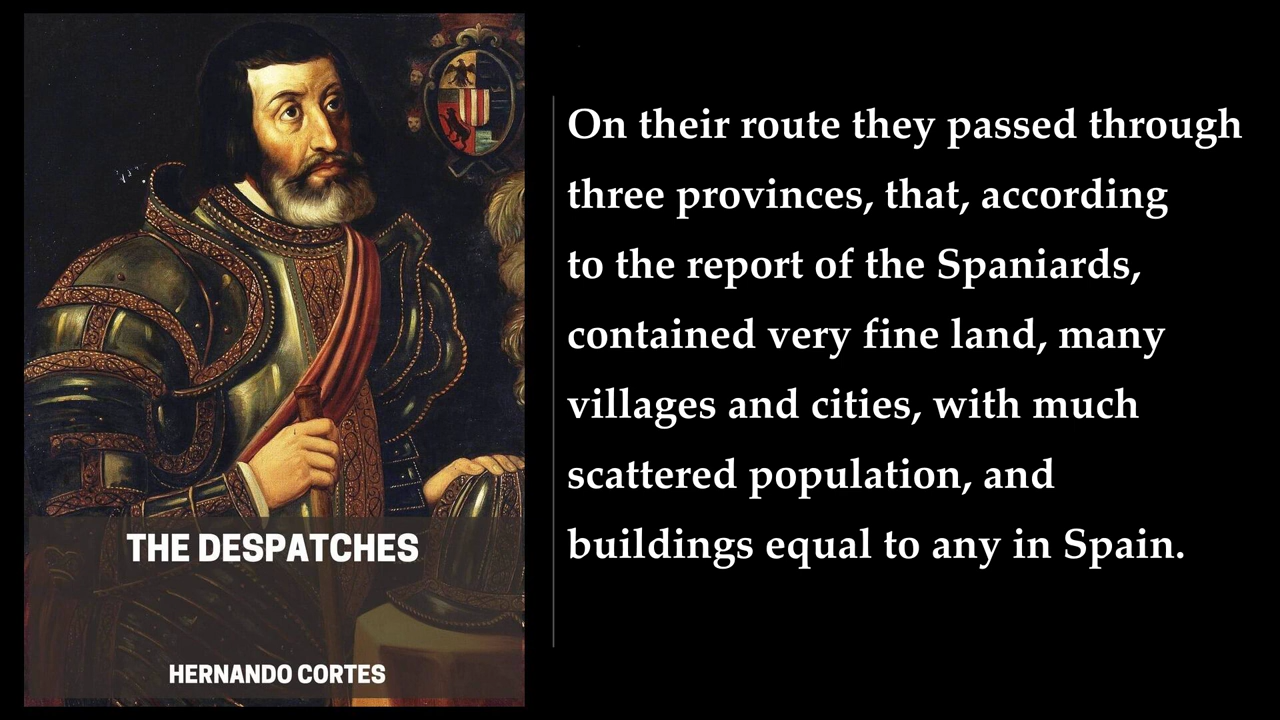 THE DESPATCHES
HERNANDO CORTES
On their route they passed through
three provinces, that, according
to the report of the Spaniards,
contained very fine land, many
villages and cities, with much
scattered population, and
buildings equal to any in Spain.